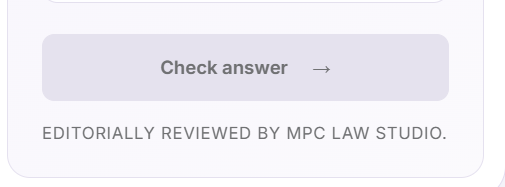 Check answer →
EDITORIALLY REVIEWED BY MPC LAW STUDIO.